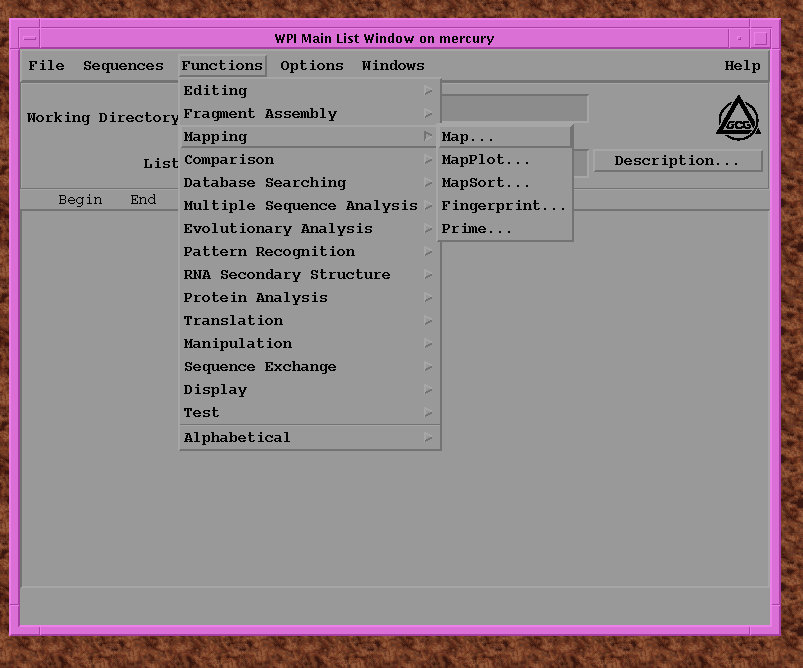 WPI Main List Window on mercury
File Sequences Functions Options Windows Help
Editing
Fragment Assembly
Working Directory
GCG
Mapping Map...
Comparison MapPlot...
List Description...
Database Searching MapSort...
Begin End Multiple Sequence Analysis Fingerprint...
Evolutionary Analysis Prime...
Pattern Recognition
RNA Secondary Structure
Protein Analysis
Translation
Manipulation
Sequence Exchange
Display
Test
Alphabetical